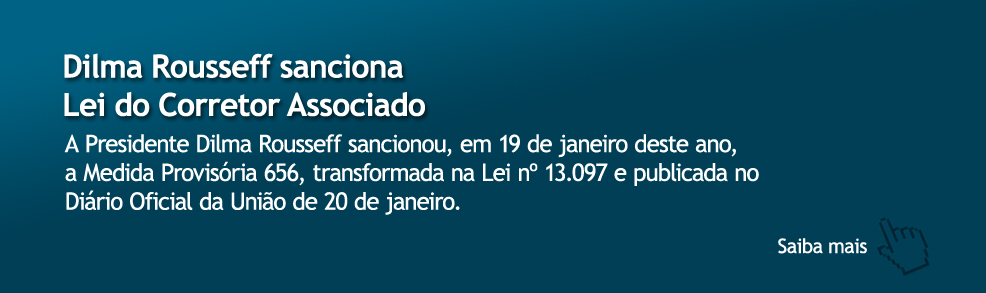 Dilma Rousseff sanciona
Lei do Corretor Associado
A Presidente Dilma Rousseff sancionou, em 19 de janeiro deste ano,
a Medida Provisória 656, transformada na Lei nº 13.097 e publicada no
Diário Oficial da União de 20 de janeiro.
Saiba mais